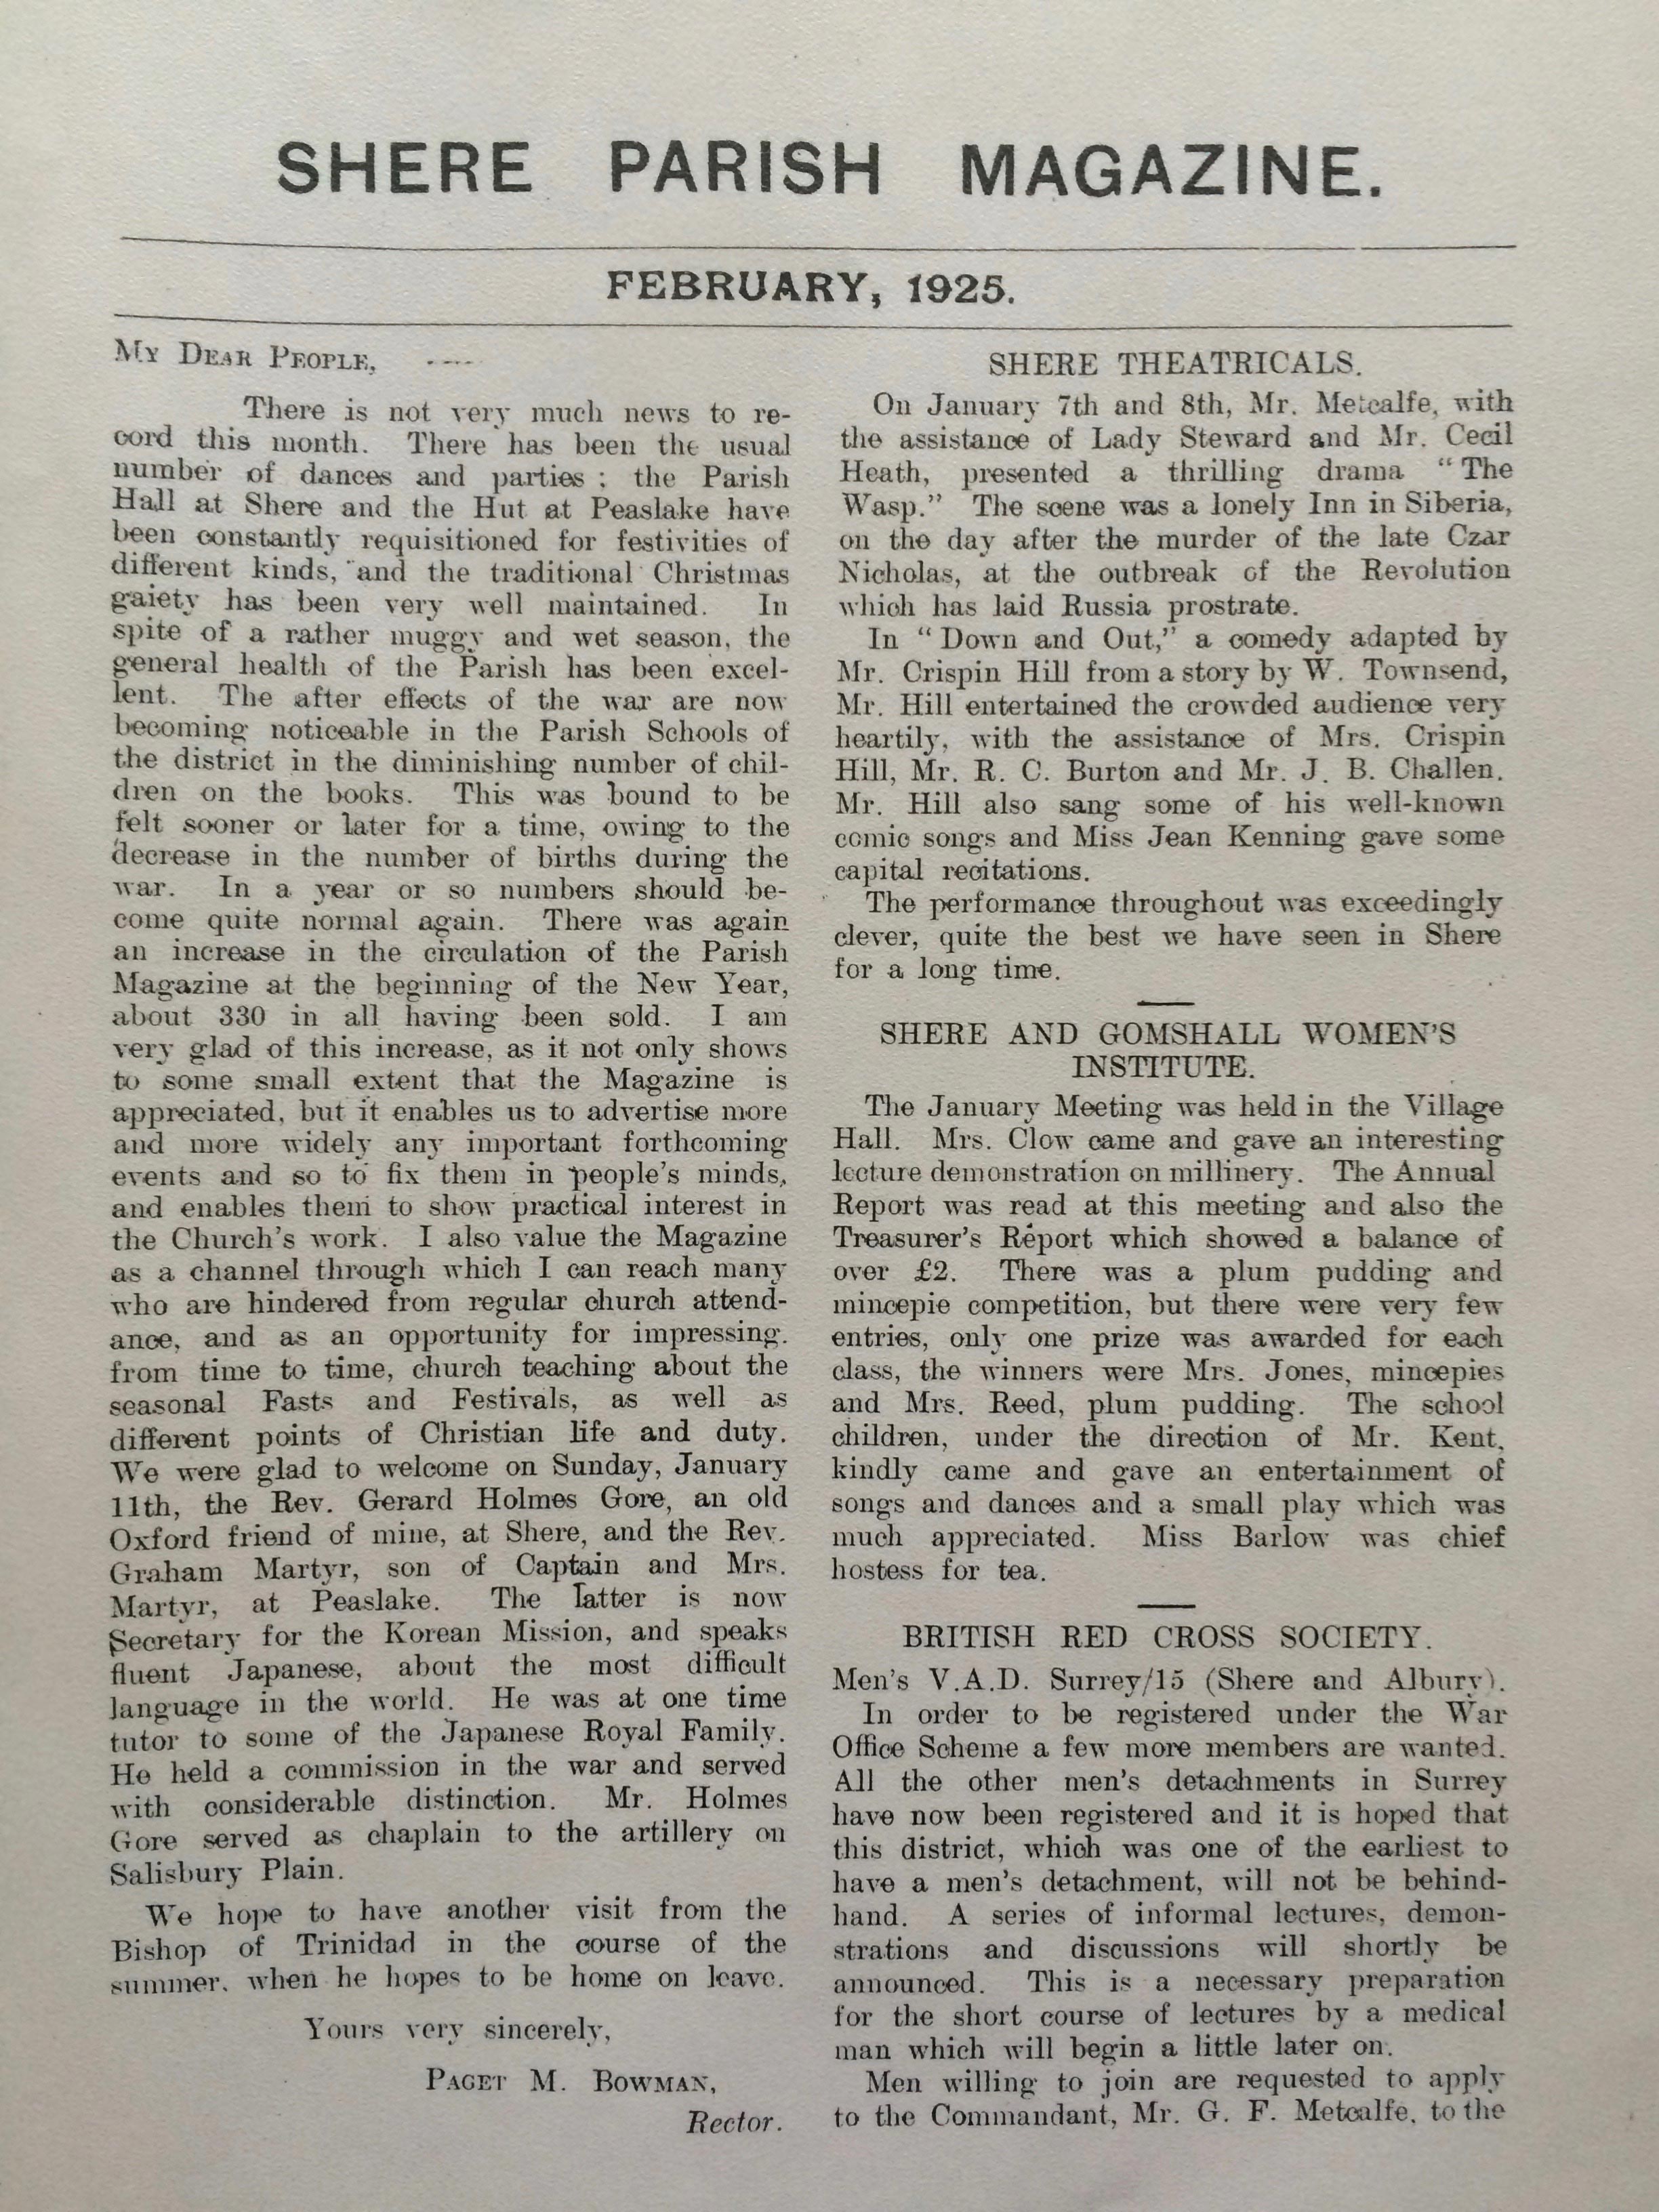 SHERE PARISH MAGAZINE.
FEBRUARY, 1925.
MY DEAR PEOPLE,
There is not very much news to re-
cord this month. There has been the usual
number of dances and parties ; the Parish
Hall at Shere and the Hut at Peaslake have
been constantly requisitioned for festivities of
different kinds, and the traditional Christmas
gaiety has been very well maintained. In
spite of a rather muggy and wet season, the
general health of the Parish has been excel-
lent. The after effects of the war are now
becoming noticeable in the Parish Schools of
the district in the diminishing number of chil-
dren on the books. This was bound to be
felt sooner or later for a time, owing to the
decrease in the number of births during the
war. In a year or so numbers should be-
come quite normal again. There was again
an increase in the circulation of the Parish
Magazine at the beginning of the New Year,
about 330 in all having been sold. I am
very glad of this increase, as it not only shows
to some small extent that the Magazine is
appreciated, but it enables us to advertise more
and more widely any important forthcoming
events and so to fix them in people's minds,
and enables them to show practical interest in
the Church's work. I also value the Magazine
as a channel through which I can reach many
who are hindered from regular church attend-
ance, and as an opportunity for impressing.
from time to time, church teaching about the
seasonal Fasts and Festivals, as well as
different points of Christian life and duty.
We were glad to welcome on Sunday, January
11th, the Rev. Gerard Holmes Gore, an old
Oxford friend of mine, at Shere, and the Rev.
Graham Martyr, son of Captain and Mrs.
Martyr, at Peaslake. The latter is now
Secretary for the Korean Mission, and speaks
fluent Japanese, about the most difficult
language in the world. He was at one time
tutor to some of the Japanese Royal Family.
He held a commission in the war and served
with considerable distinction. Mr. Holmes
Gore served as chaplain to the artillery on
Salisbury Plain.
We hope to have another visit from the
Bishop of Trinidad in the course of the
summer, when he hopes to be home on leave.
Yours very sincerely,
PAGET M. BOWMAN,
Rector.
SHERE THEATRICALS.
On January 7th and 8th, Mr. Metcalfe, with
the assistance of Lady Steward and Mr. Cecil
Heath, presented a thrilling drama “The
Wasp.” The scene was a lonely Inn in Siberia,
on the day after the murder of the late Czar
Nicholas, at the outbreak of the Revolution
which has laid Russia prostrate.
In “Down and Out,” a comedy adapted by
Mr. Crispin Hill from a story by W. Townsend,
Mr. Hill entertained the crowded audience very
heartily, with the assistance of Mrs. Crispin
Hill, Mr. R. C. Burton and Mr. J. B. Challen.
Mr. Hill also sang some of his well-known
comic songs and Miss Jean Kenning gave some
capital recitations.
The performance throughout was exceedingly
clever, quite the best we have seen in Shere
for a long time.
SHERE AND GOMSHALL WOMEN'S
INSTITUTE.
The January Meeting was held in the Village
Hall. Mrs. Clow came and gave an interesting
lecture demonstration on millinery. The Annual
Report was read at this meeting and also the
Treasurer's Report which showed a balance of
over £2. There was a plum pudding and
mincepie competition, but there were very few
entries, only one prize was awarded for each
class, the winners were Mrs. Jones, mincepies
and Mrs. Reed, plum pudding. The school
children, under the direction of Mr. Kent,
kindly came and gave an entertainment of
songs and dances and a small play which was
much appreciated. Miss Barlow was chief
hostess for tea.
BRITISH RED CROSS SOCIETY.
Men's V.A.D. Surrey/15 (Shere and Albury).
In order to be registered under the War
Office Scheme a few more members are wanted.
All the other men's detachments in Surrey
have now been registered and it is hoped that
this district, which was one of the earliest to
have a men's detachment, will not be behind-
hand. A series of informal lectures, demon-
strations and discussions will shortly be
announced. This is a necessary preparation
for the short course of lectures by a medical
man which will begin a little later on.
Men willing to join are requested to apply
to the Commandant, Mr. G. F. Metcalfe, to the